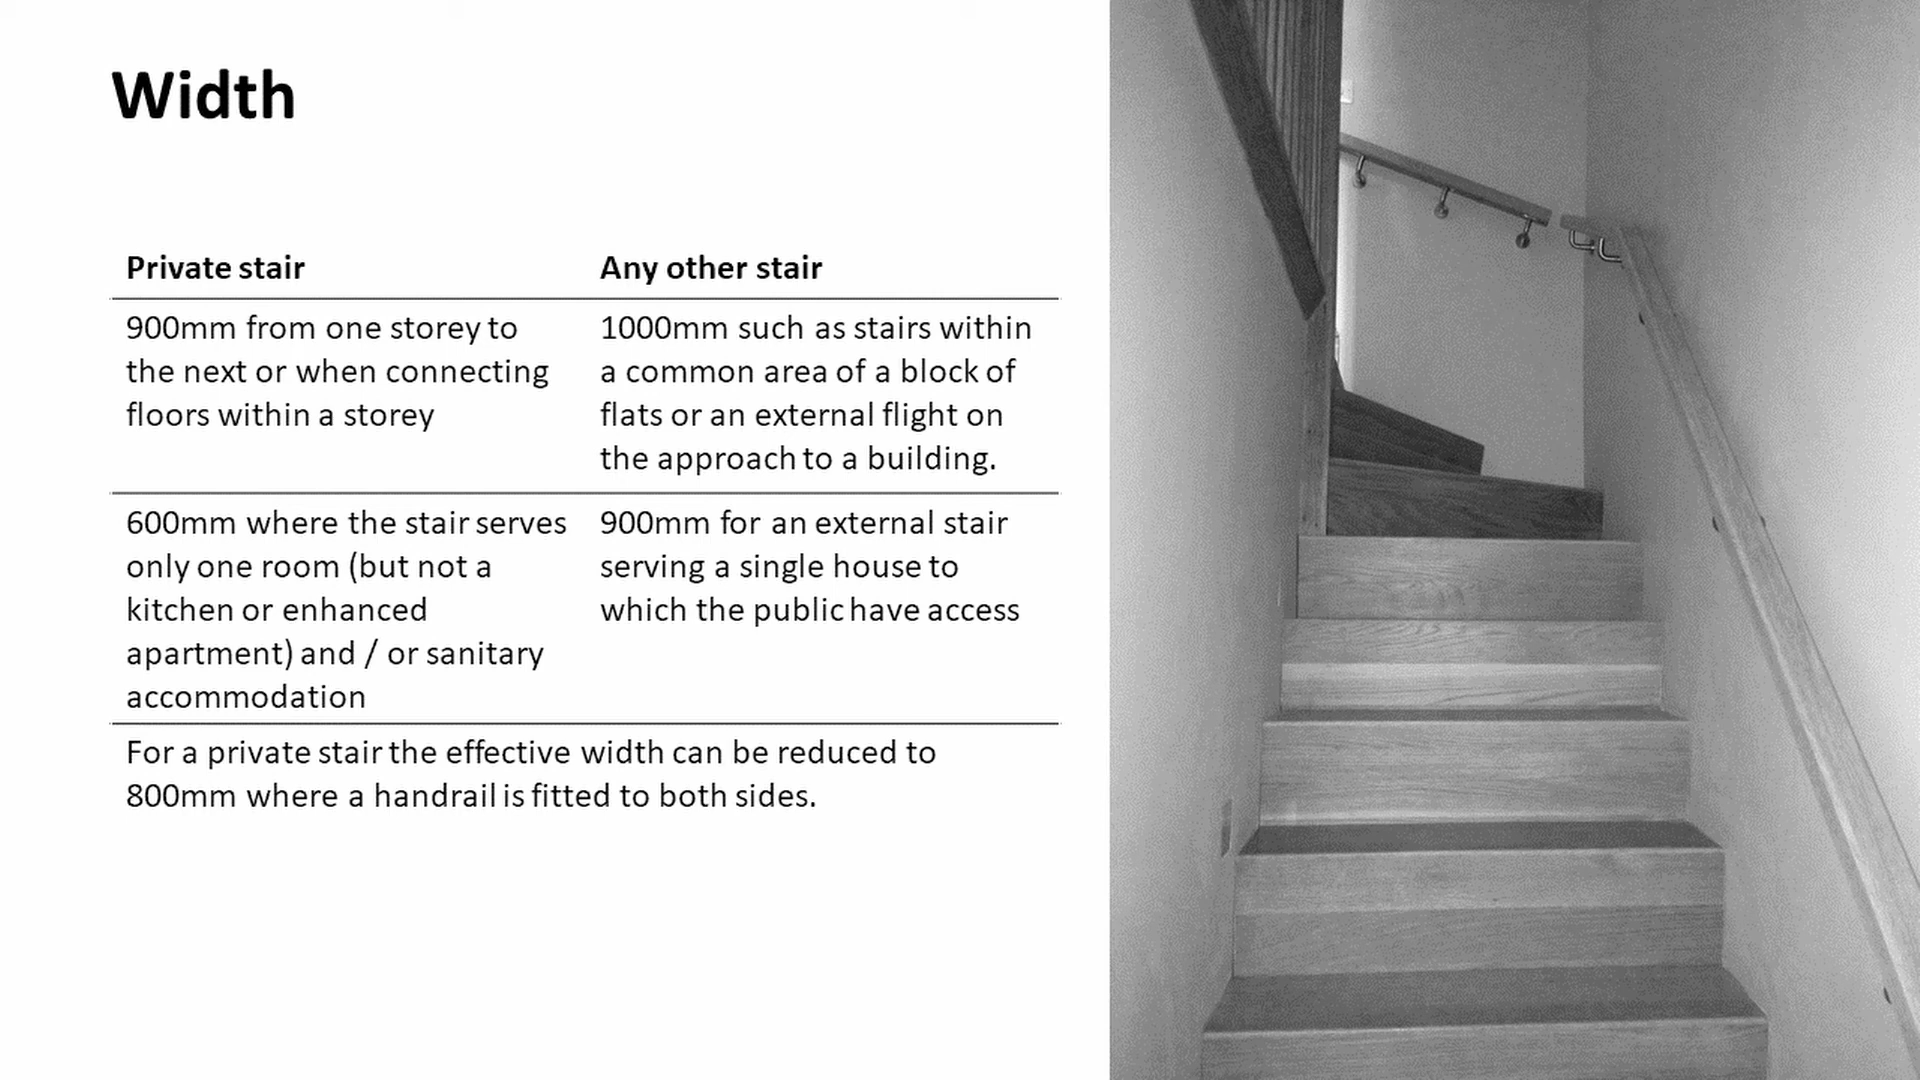 Width
Private stair
Any other stair
900mm from one storey to
the next or when connecting
floors within a storey
1000mm such as stairs within
a common area of a block of
flats or an external flight on
the approach to a building.
600mm where the stair serves
only one room (but not a
kitchen or enhanced
apartment) and / or sanitary
accommodation
900mm for an external stair
serving a single house to
which the public have access
For a private stair the effective width can be reduced to
800mm where a handrail is fitted to both sides.